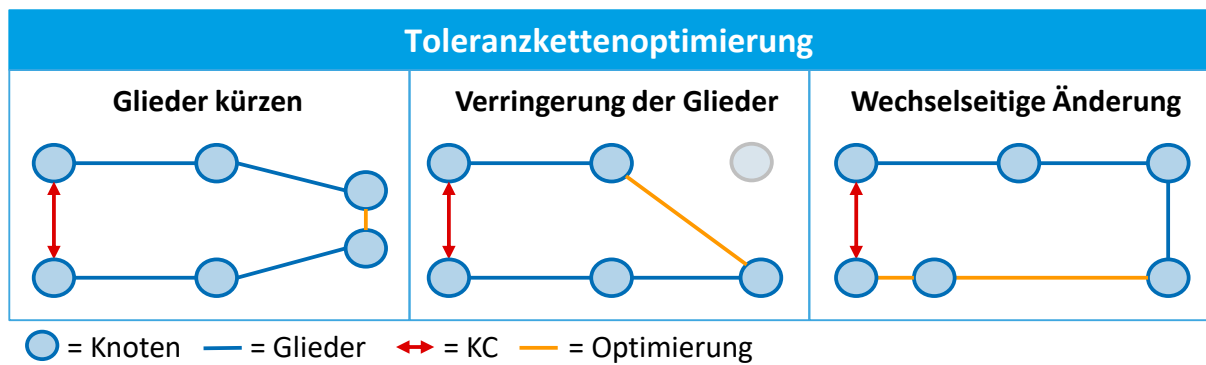 Toleranzkettenoptimierung
Glieder kürzen
Verringerung der Glieder
Wechselseitige Änderung
= Knoten = Glieder = KC = Optimierung